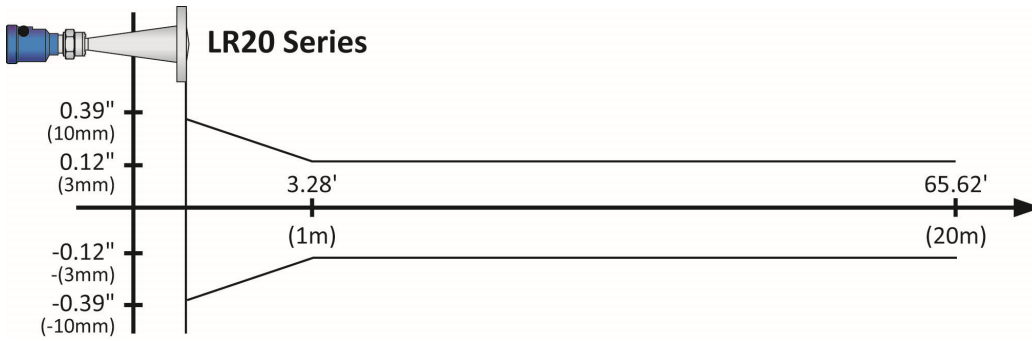 LR20 Series
0.39"
(10mm)
0.12"
(3mm)
3.28'
65.62'
(1m)
(20m)
-0.12"
-(3mm)
-0.39"
(-10mm)